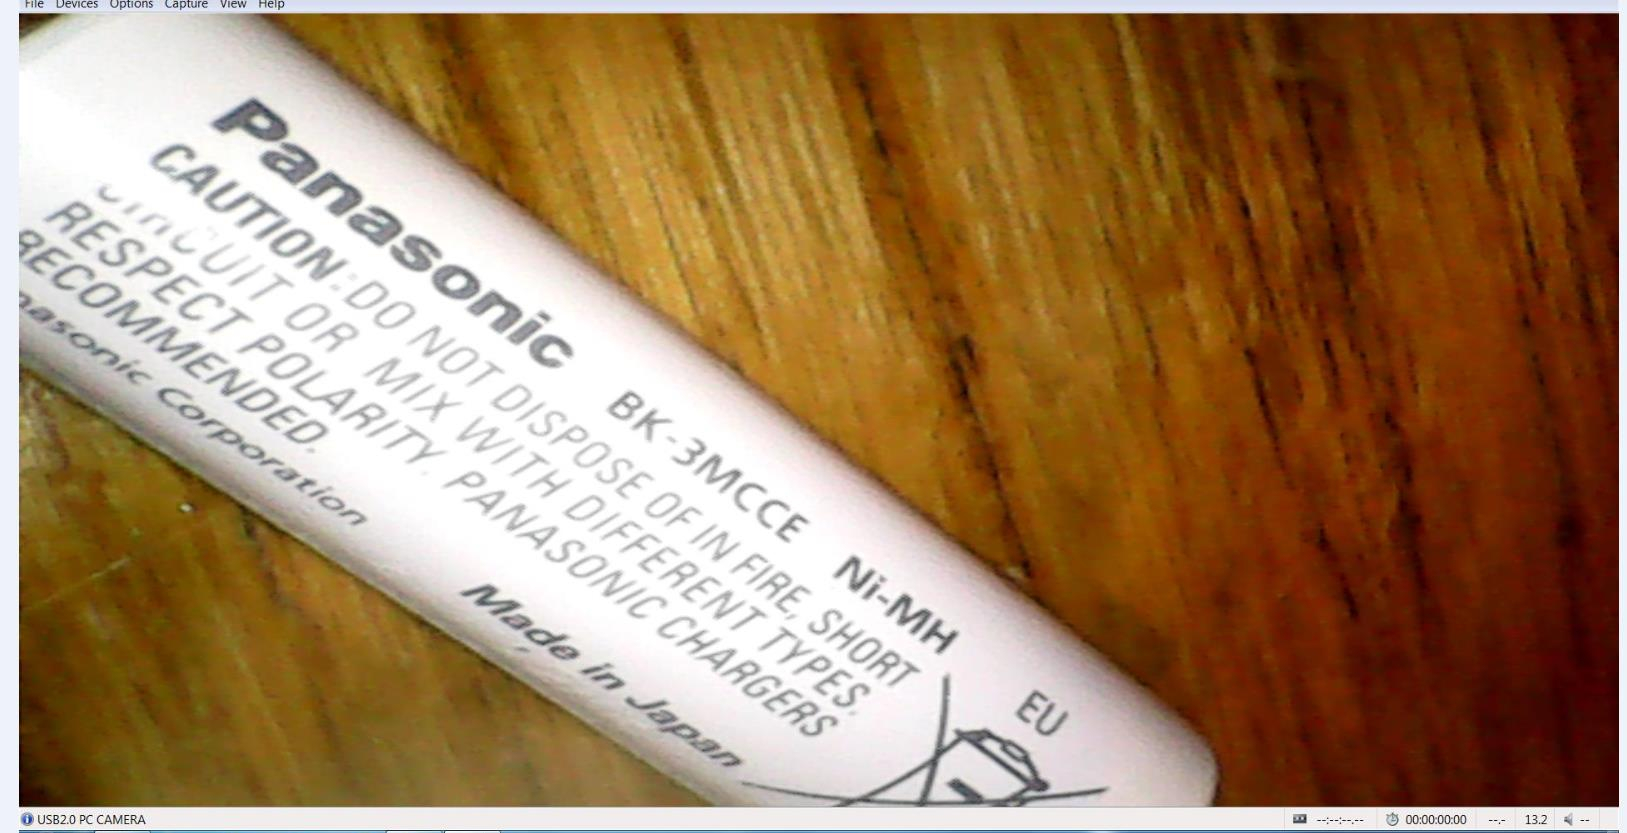 File Devices Options Capture View Help
Panasonic BK-3MCCE Ni-MH EU
CAUTION: DO NOT DISPOSE OF IN FIRE, SHORT
CIRCUIT OR MIX WITH DIFFERENT TYPES.
RESPECT POLARITY. PANASONIC CHARGERS
RECOMMENDED.
nasonic Corporation Made in Japan
USB2.0 PC CAMERA --:--:--.-- 00:00:00:00 --.- 13.2 --